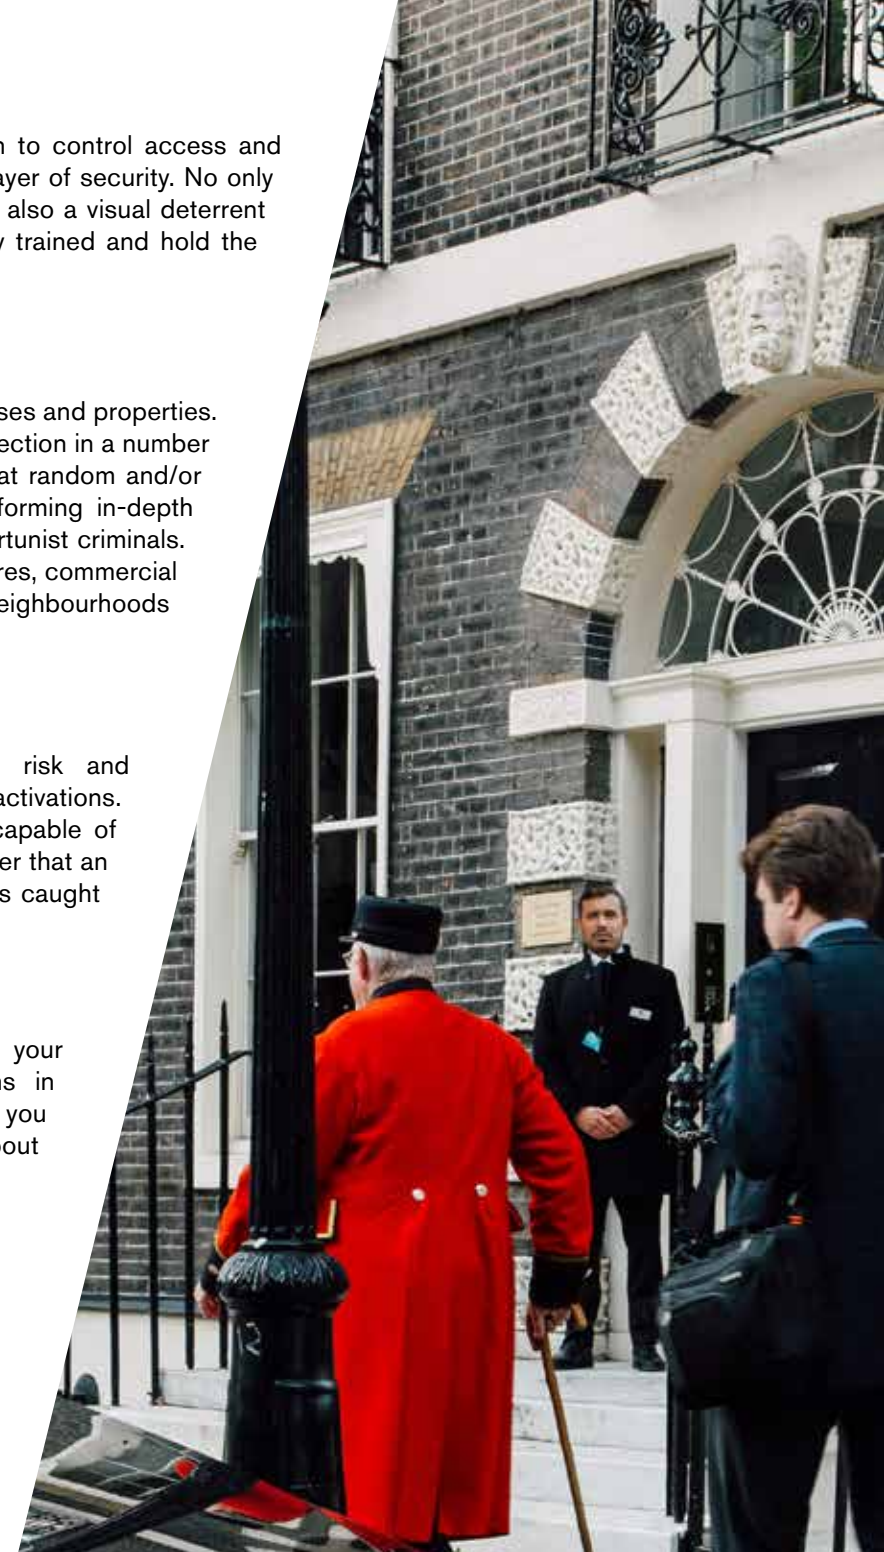 to control access and
ayer of security. No only
also a visual deterrent
trained and hold the
ses and properties.
ection in a number
at random and/or
forming in-depth
rtunist criminals.
res, commercial
eighbourhoods
risk and
activations.
capable of
er that an
s caught
your
s in
you
out